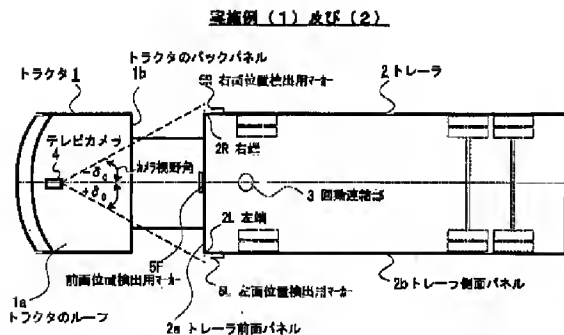 実施例(1)及び(2)
トラクタのバックパネル
トラクタ 1
1b
5R 右面位置検出用マーカー
2 トレーラ
テレビカメラ
4
カメラ視野角
2R 右端
-δ0
+δ0
3 回動連結部
2L 左端
5F
前面位置検出用マーカー
5L 左面位置検出用マーカー
2b トレーラ側面パネル
1a
トラクタのルーフ
2a トレーラ前面パネル